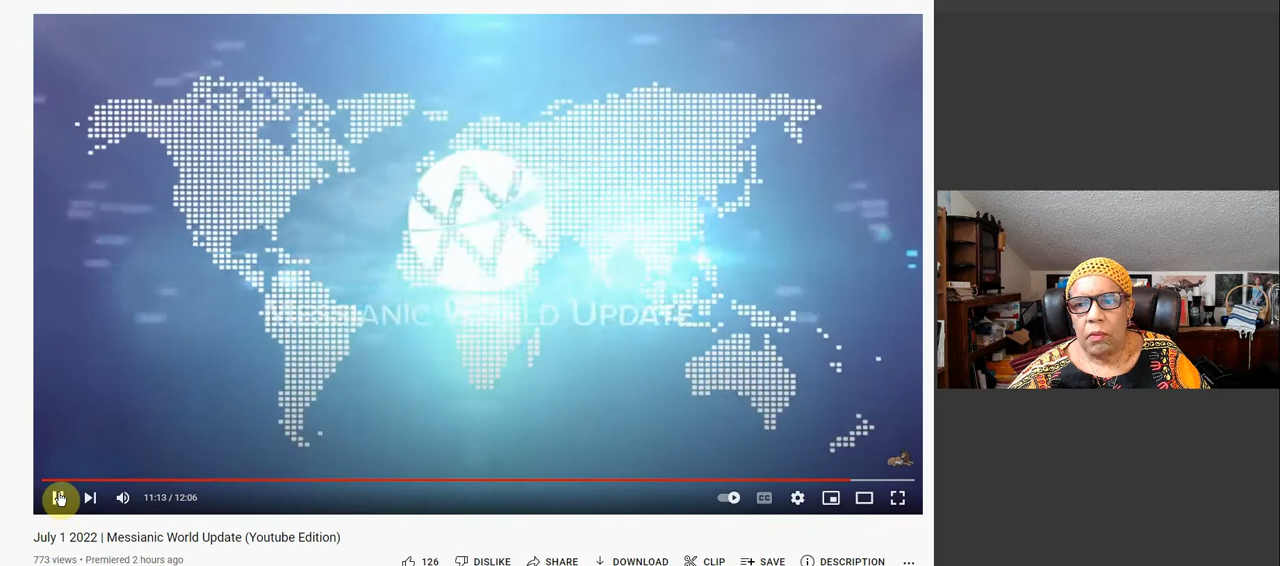 MESSIANIC WORLD UPDATE
11:13 / 12:06
CC
July 1 2022 | Messianic World Update (Youtube Edition)
773 views • Premiered 2 hours ago
126 DISLIKE SHARE DOWNLOAD CLIP SAVE DESCRIPTION ...